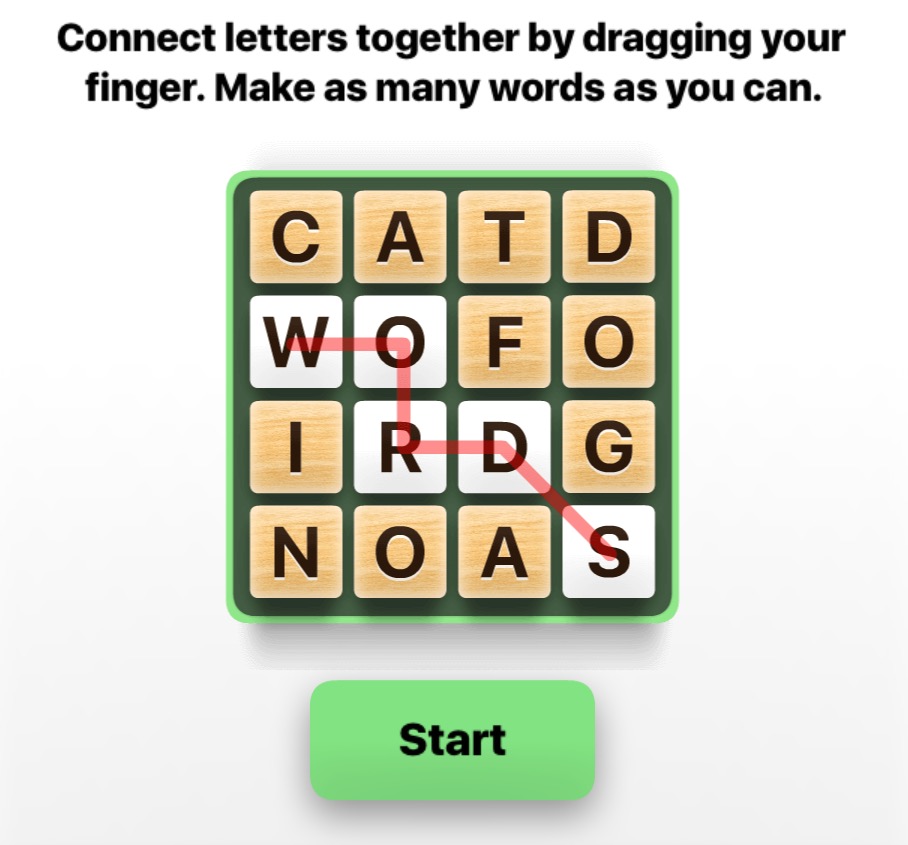 Connect letters together by dragging your
finger. Make as many words as you can.
C A T D
W O F O
I R D G
N O A S
Start